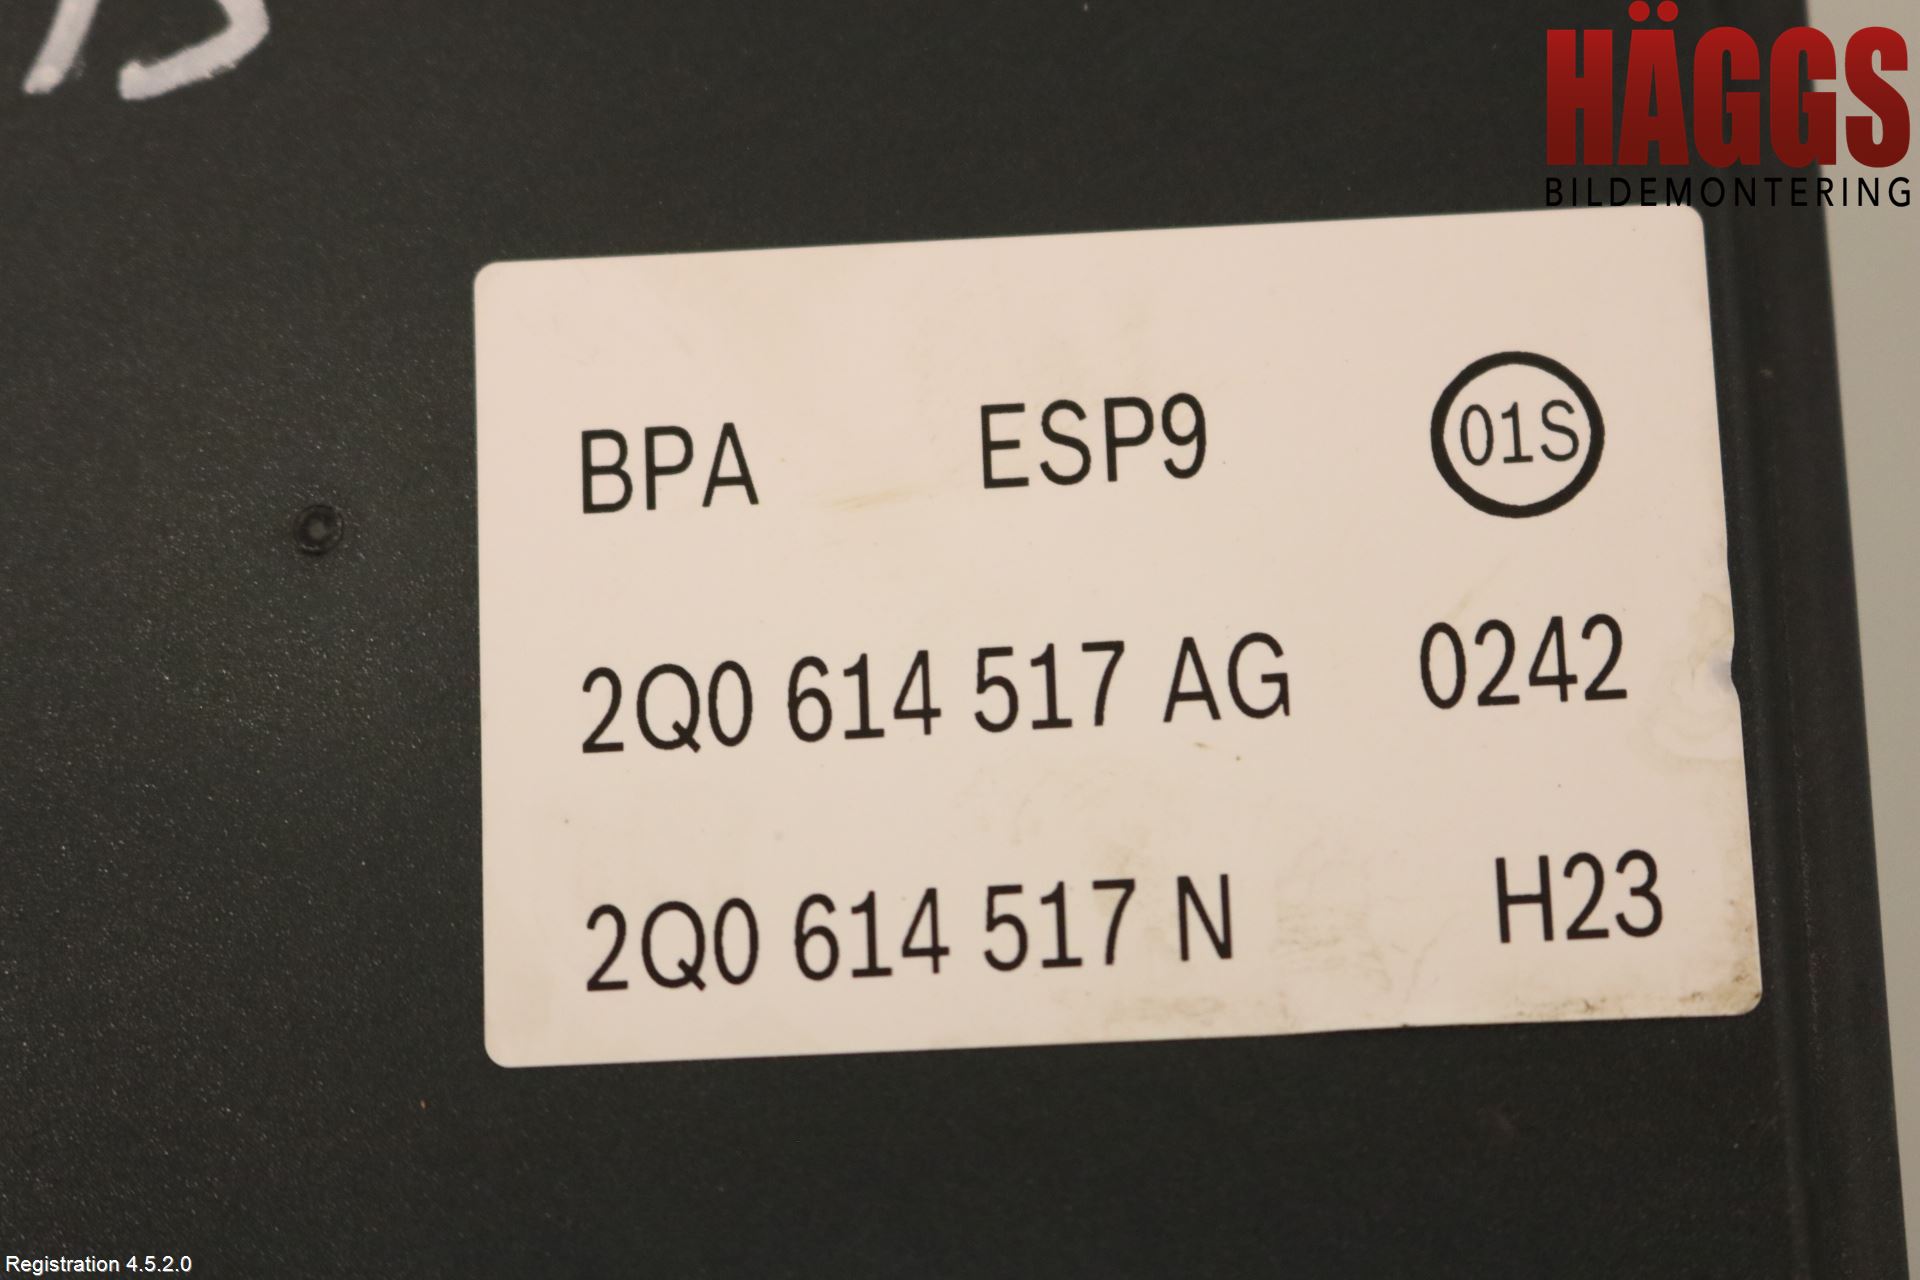 HÄGGS
BILDEMONTERING
BPA ESP9 01S
2Q0 614 517 AG 0242
2Q0 614 517 N H23
Registration 4.5.2.0